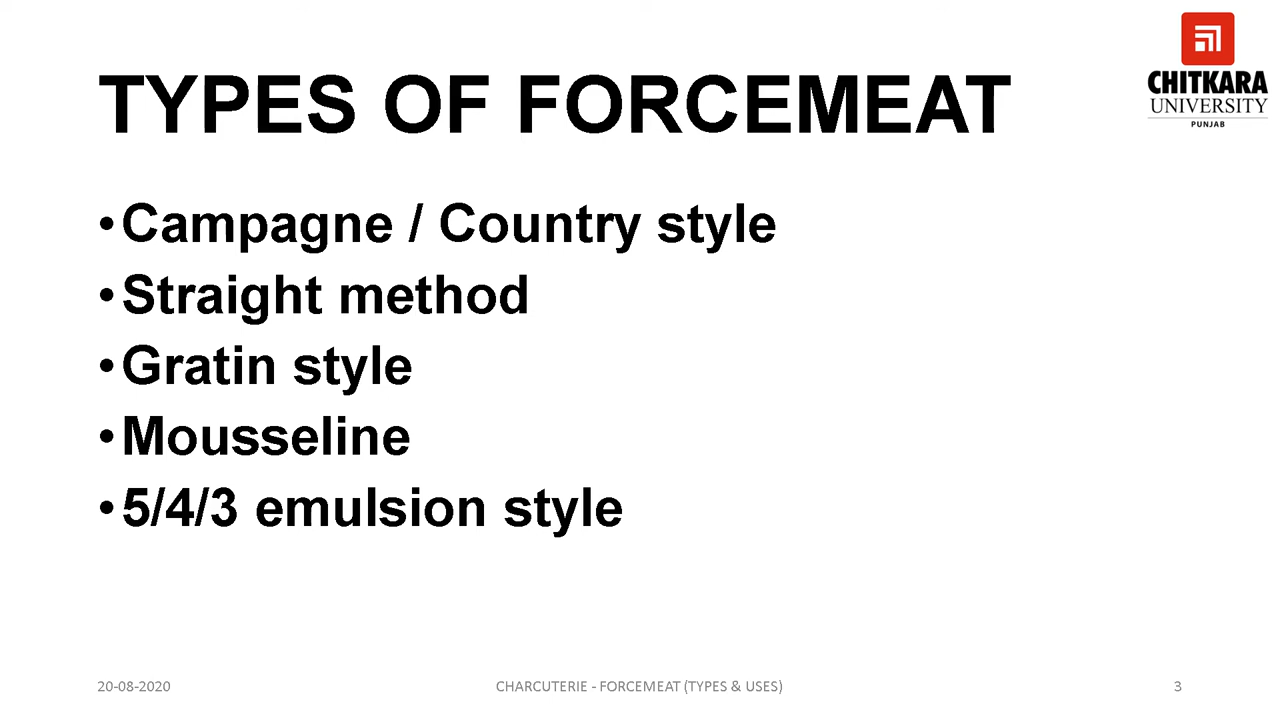 TYPES OF FORCEMEAT
CHITKARA
UNIVERSITY
PUNJAB
•Campagne / Country style
•Straight method
•Gratin style
•Mousseline
•5/4/3 emulsion style
20-08-2020
CHARCUTERIE - FORCEMEAT (TYPES & USES)
3